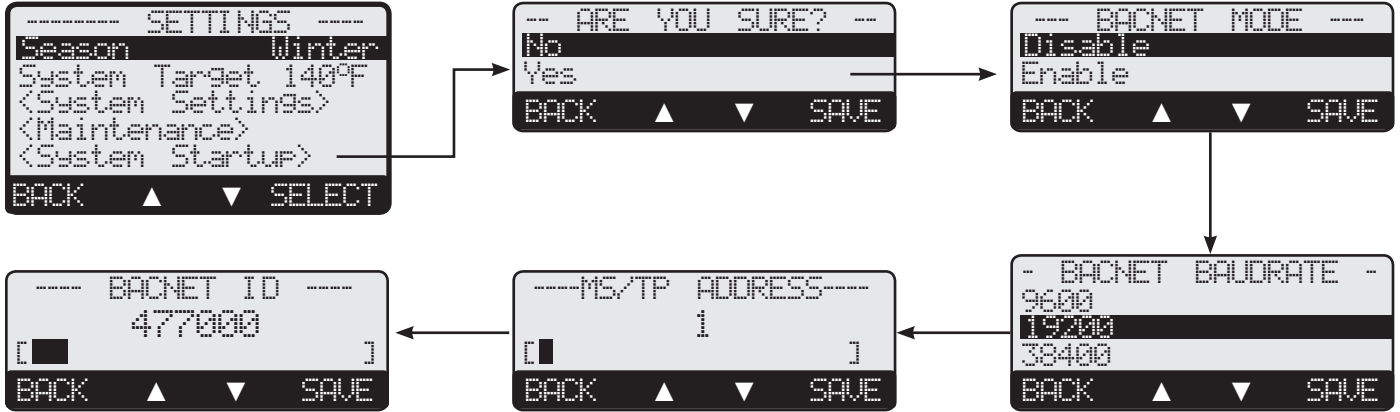 -------- SETTINGS ----
Season Winter
System Target 140°F
<System Settings>
<Maintenance>
<System Startup>
BACK ▲ ▼ SELECT
-- ARE YOU SURE? --
No
Yes
BACK ▲ ▼ SAVE
--- BACNET MODE ---
Disable
Enable
BACK ▲ ▼ SAVE
- BACNET BAUDRATE -
9600
19200
38400
BACK ▲ ▼ SAVE
----MS/TP ADDRESS----
1
[ ]
BACK ▲ ▼ SAVE
---- BACNET ID ----
477000
[ ]
BACK ▲ ▼ SAVE